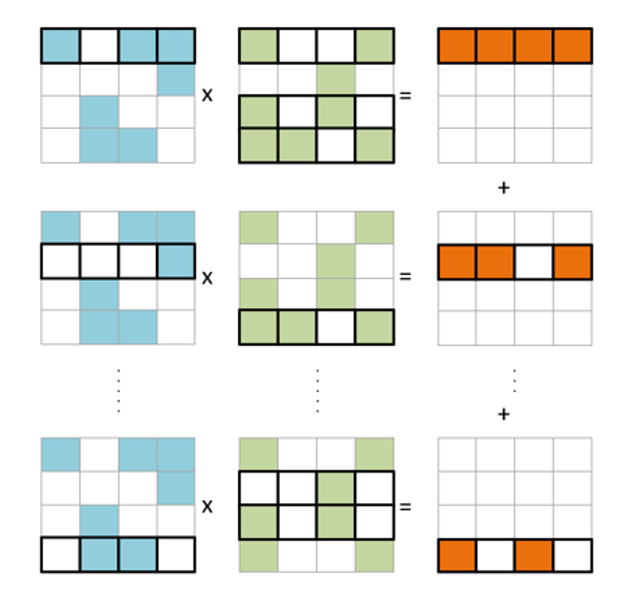 x =
+
x =
+
x =